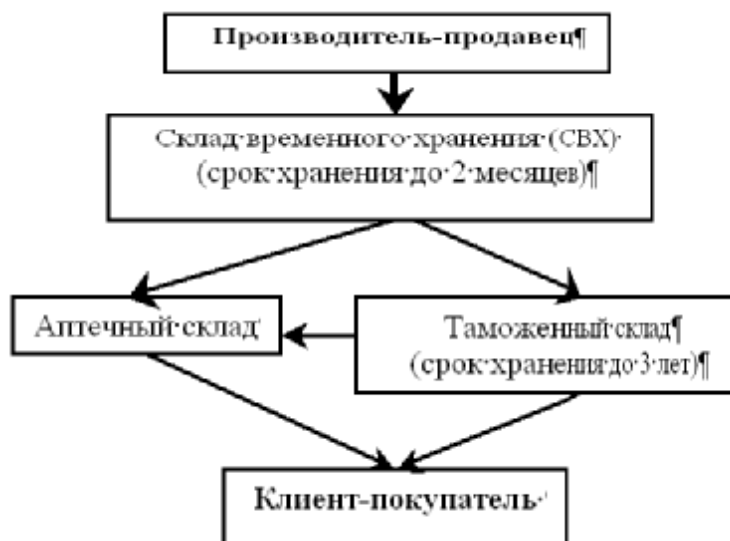 Производитель-продавец¶
Склад·временного·хранения·(СВХ)·
(срок·хранения·до·2·месяцев)¶
Аптечный·склад
Таможенный·склад¶
(срок·хранения·до·3·лет)¶
Клиент-покупатель·